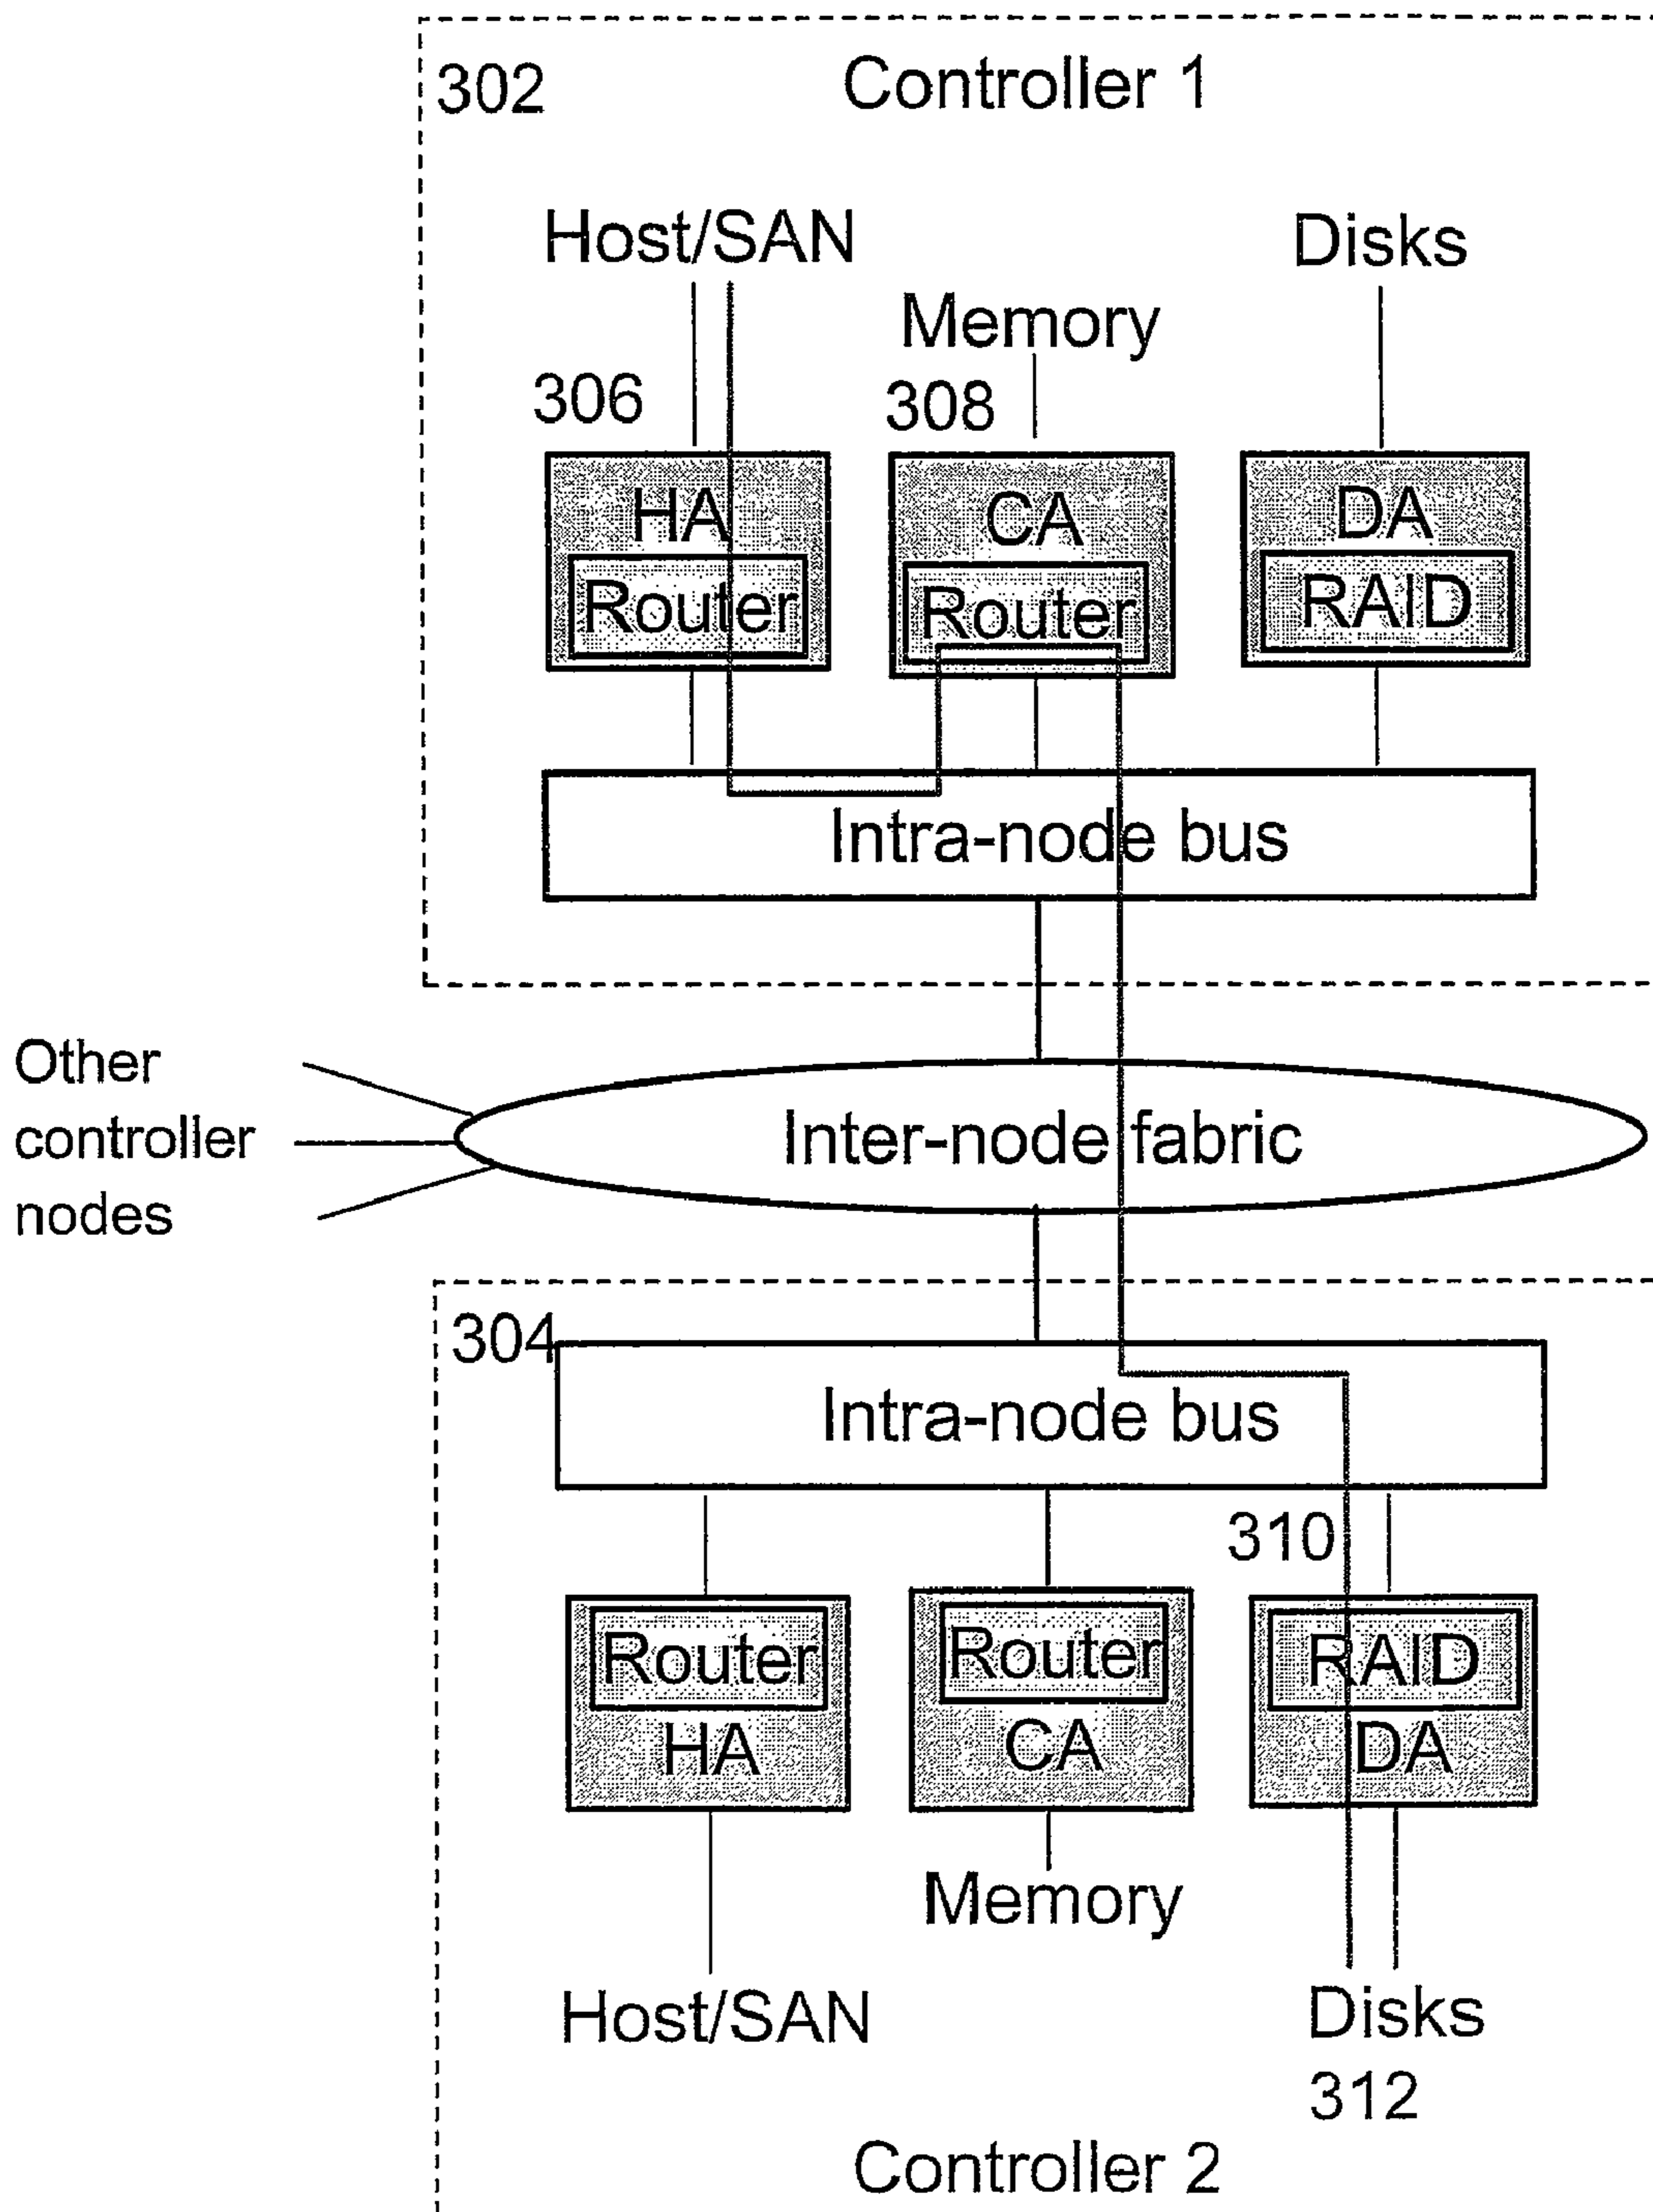 302
Controller 1
Host/SAN
Disks
Memory
306
308
HA
CA
DA
Router
Router
RAID
Intra-node bus
Other
controller
nodes
Inter-node fabric
304
Intra-node bus
310
Router
Router
RAID
HA
CA
DA
Memory
Host/SAN
Disks
312
Controller 2